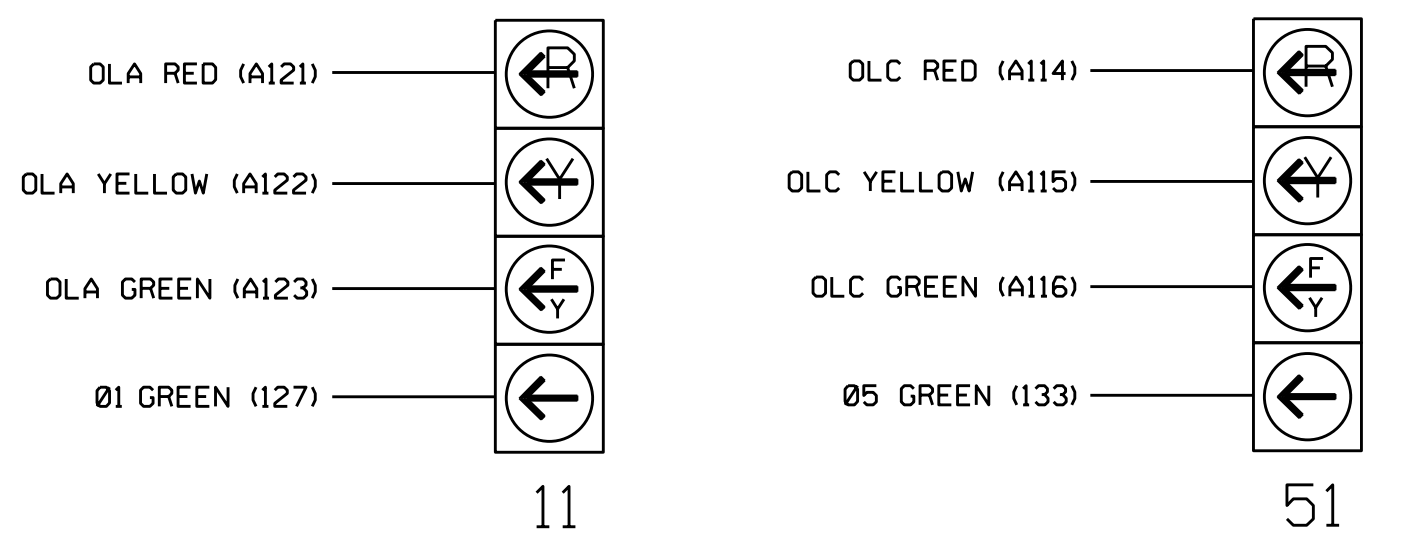 OLA RED (A121)
R
OLA YELLOW (A122)
Y
OLA GREEN (A123)
F
Y
Ø1 GREEN (127)
11
OLC RED (A114)
R
OLC YELLOW (A115)
Y
OLC GREEN (A116)
F
Y
Ø5 GREEN (133)
51